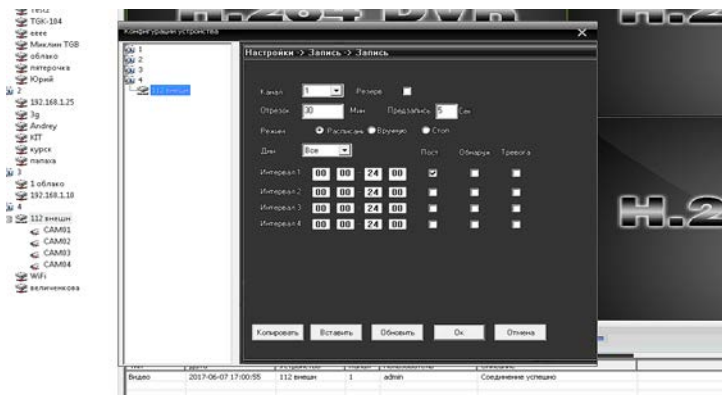 Test2
TGK-104
eeee
Миклин TGB
облако
пятерочка
Юрий
2
192.168.1.25
3g
Andrey
KIT
курск
папаха
3
1 облако
192.168.1.18
4
112 внешн
CAM01
CAM02
CAM03
CAM04
WiFi
величенкова
H.264 DVR
Конфигурация устройства
1
2
3
4
112 внешн
Настройки -> Запись -> Запись
Канал 1 Резерв
Отрезок 30 Мин Предзапись 5 Сек
Режим Расписань Вручную Стоп
Дни Все Пост Обнаруж Тревога
Интервал 1 00 00 - 24 00
Интервал 2 00 00 - 24 00
Интервал 3 00 00 - 24 00
Интервал 4 00 00 - 24 00
Копировать Вставить Обновить Ок Отмена
H.2
Видео 2017-06-07 17:00:55 112 внешн 1 admin Соединение успешно